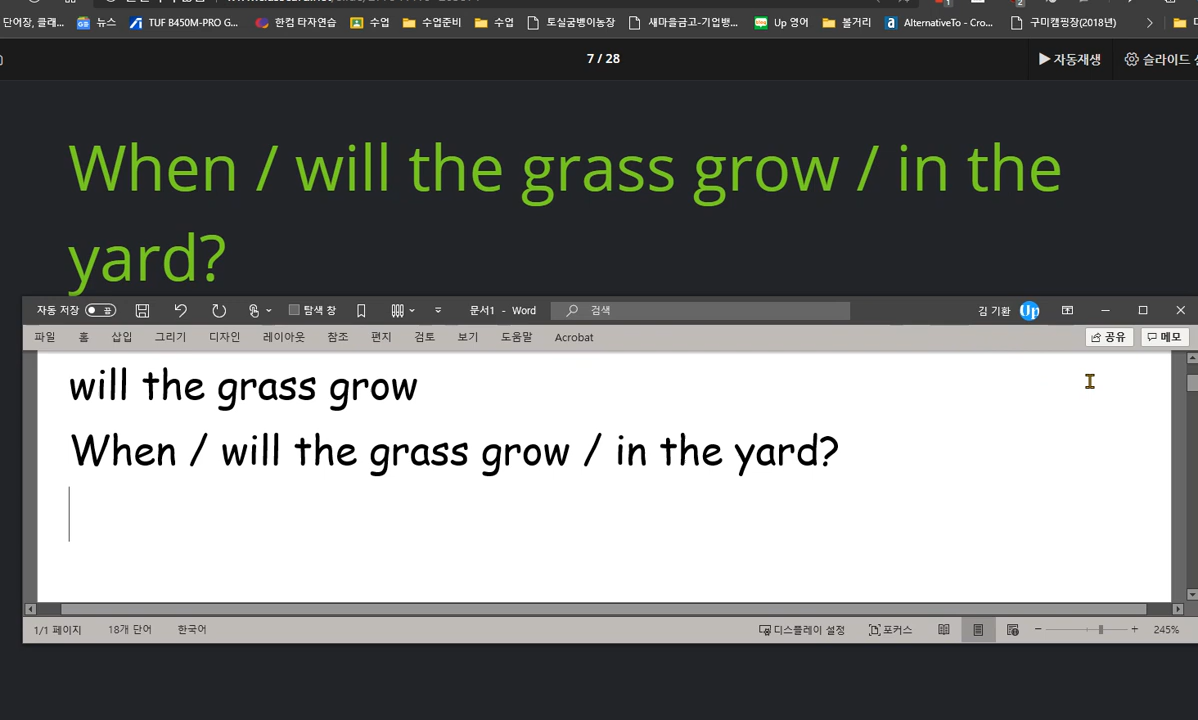 단어장, 클래... 뉴스 TUF B450M-PRO G... 한컴 타자연습 수업 수업준비 수업 토실굼벵이농장 새마을금고-기업뱅... Up 영어 볼거리 AlternativeTo - Cro... 구미캠핑장(2018년)
7 / 28 자동재생 슬라이드
When / will the grass grow / in the
yard?
자동 저장 끔 탐색 창 문서1 - Word 검색 김 기환 Up
파일 홈 삽입 그리기 디자인 레이아웃 참조 편지 검토 보기 도움말 Acrobat 공유 메모
will the grass grow
When / will the grass grow / in the yard?
1/1 페이지 18개 단어 한국어 디스플레이 설정 포커스 245%